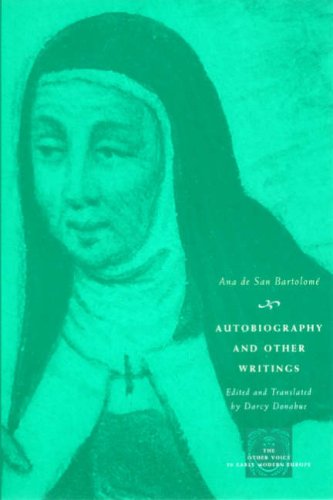 Ana de San Bartolomé
AUTOBIOGRAPHY
AND OTHER
WRITINGS
Edited and Translated
by Darcy Donahue
THE
OTHER VOICE
IN EARLY MODERN EUROPE